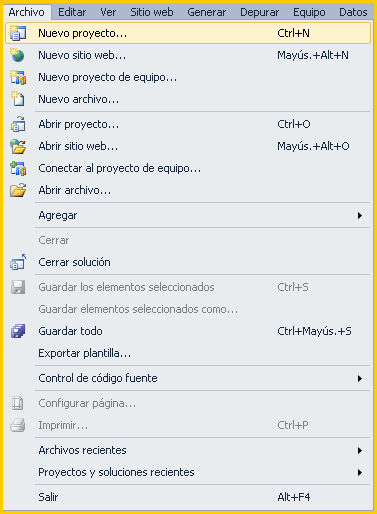 Archivo Editar Ver Sitio web Generar Depurar Equipo Datos
Nuevo proyecto... Ctrl+N
Nuevo sitio web... Mayús.+Alt+N
Nuevo proyecto de equipo...
Nuevo archivo...
Abrir proyecto... Ctrl+O
Abrir sitio web... Mayús.+Alt+O
Conectar al proyecto de equipo...
Abrir archivo...
Agregar
Cerrar
Cerrar solución
Guardar los elementos seleccionados Ctrl+S
Guardar elementos seleccionados como...
Guardar todo Ctrl+Mayús.+S
Exportar plantilla...
Control de código fuente
Configurar página...
Imprimir... Ctrl+P
Archivos recientes
Proyectos y soluciones recientes
Salir Alt+F4